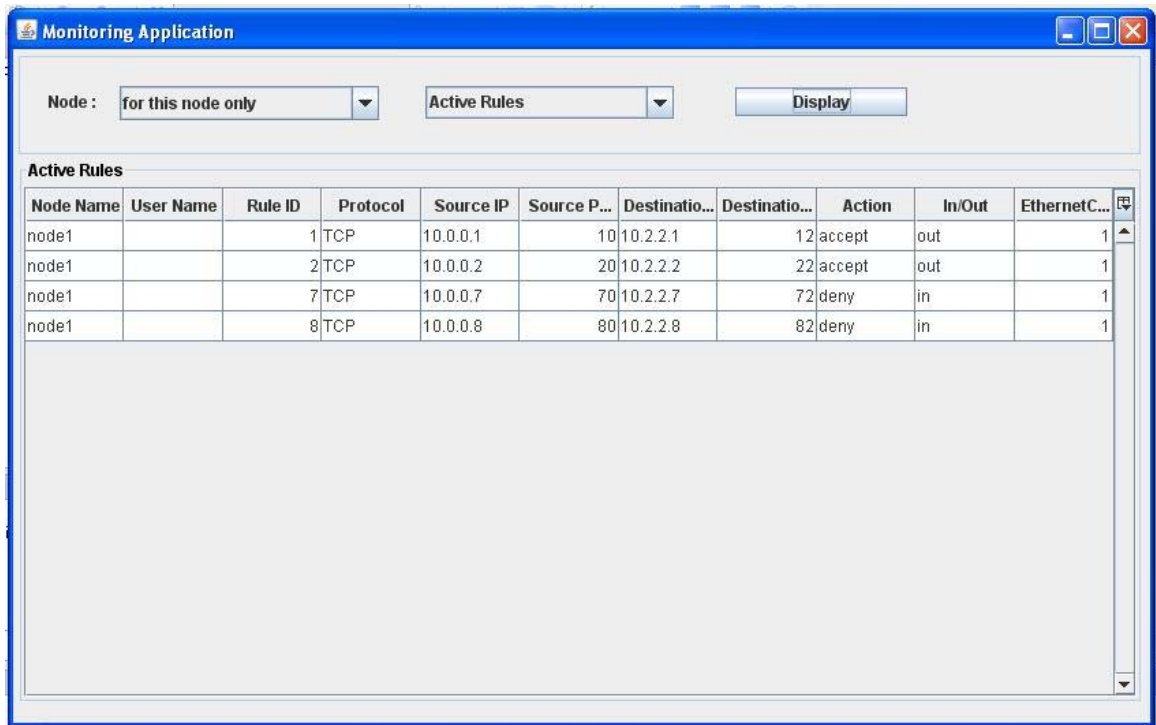 Monitoring Application
Node : for this node only Active Rules Display
Active Rules
Node Name User Name Rule ID Protocol Source IP Source P... Destinatio... Destinatio... Action In/Out EthernetC...
node1 1 TCP 10.0.0.1 10 10.2.2.1 12 accept out 1
node1 2 TCP 10.0.0.2 20 10.2.2.2 22 accept out 1
node1 7 TCP 10.0.0.7 70 10.2.2.7 72 deny in 1
node1 8 TCP 10.0.0.8 80 10.2.2.8 82 deny in 1